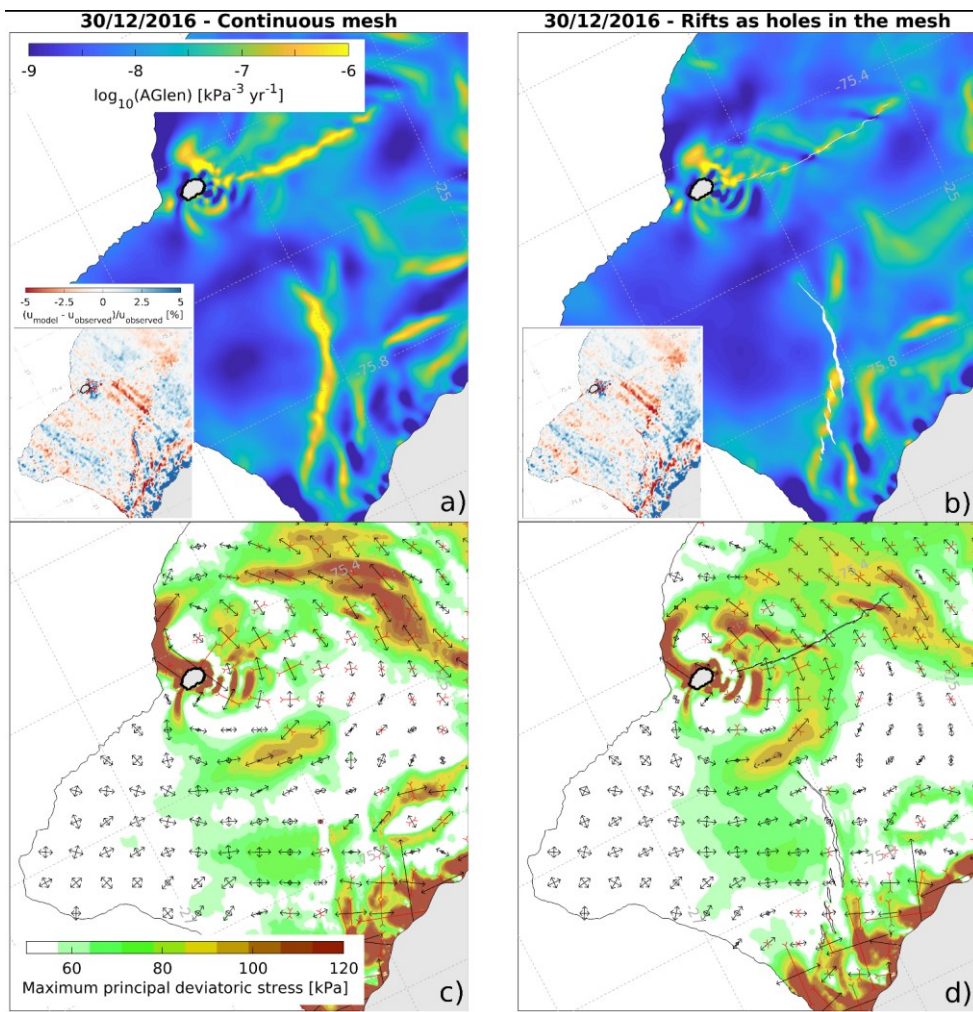 30/12/2016 - Continuous mesh
30/12/2016 - Rifts as holes in the mesh
-9 -8 -7 -6
log10(AGlen) [kPa-3 yr-1]
-75.4
-25
-75.8
-5 -2.5 0 2.5 5
(umodel - uobserved)/uobserved [%]
a)
-75.4
-25
-75.8
b)
-75.4
60 80 100 120
Maximum principal deviatoric stress [kPa]
c)
-75.4
d)